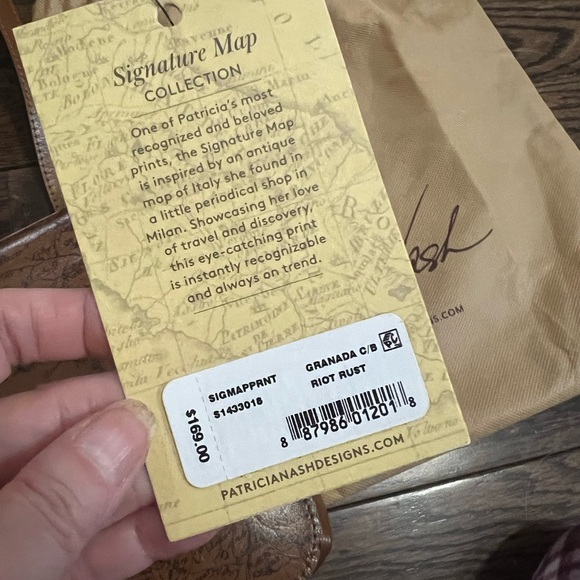 Signature Map
COLLECTION
One of Patricia's most
recognized and beloved
prints, the Signature Map
is inspired by an antique
map of Italy she found in
a little periodical shop in
Milan. Showcasing her love
of travel and discovery,
this eye-catching print
is instantly recognizable
and always on trend.
$169.00
SIGMAPPRNT
S1433018
GRANADA C/B
RIOT RUST
8 87986 01201 8
PATRICIANASHDESIGNS.COM
Nash
S.COM